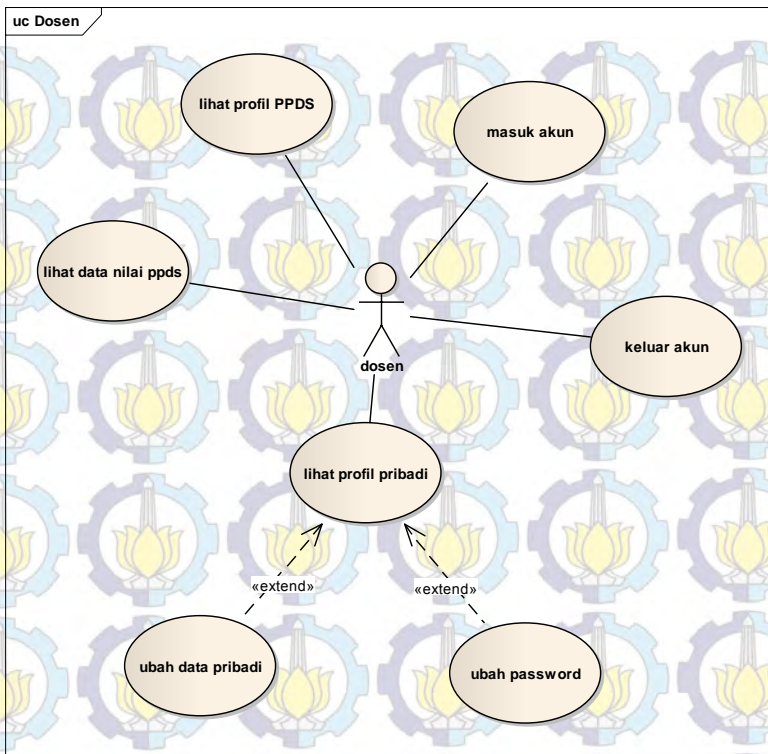 uc Dosen
lihat profil PPDS
masuk akun
lihat data nilai ppds
keluar akun
dosen
lihat profil pribadi
«extend»
«extend»
ubah data pribadi
ubah password